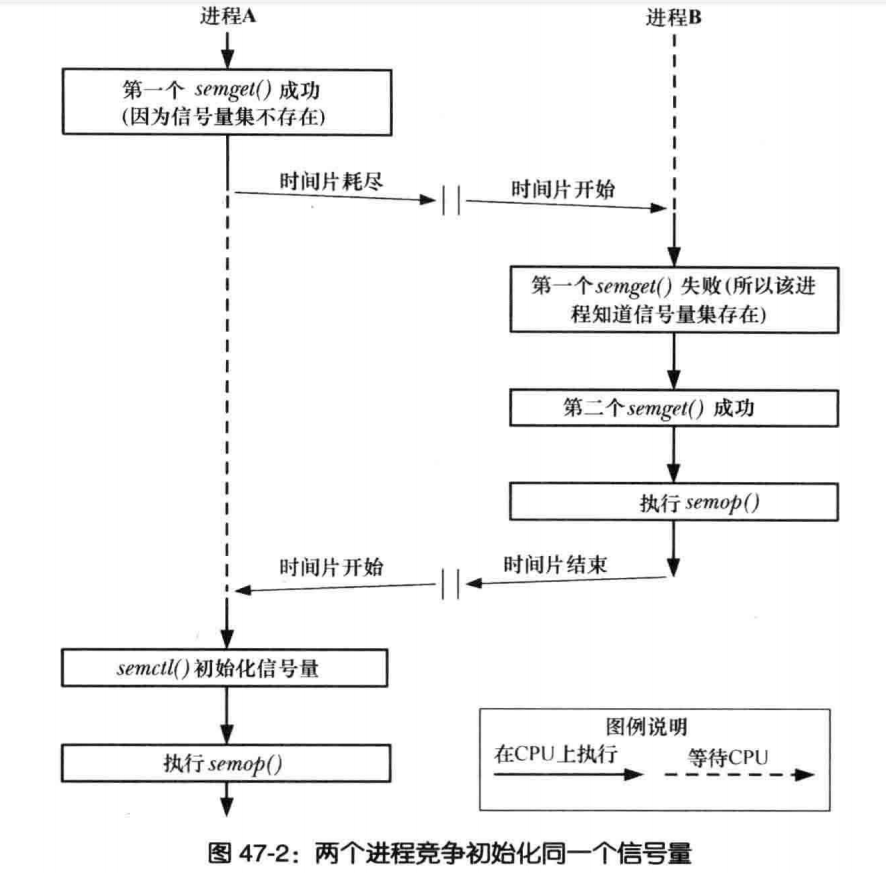 进程A
进程B
第一个 semget() 成功
(因为信号量集不存在)
时间片耗尽
时间片开始
第一个semget() 失败(所以该进
程知道信号量集存在)
第二个semget() 成功
执行semop()
时间片开始
时间片结束
semctl()初始化信号量
执行semop()
图例说明
在CPU上执行
等待CPU
图 47-2：两个进程竞争初始化同一个信号量